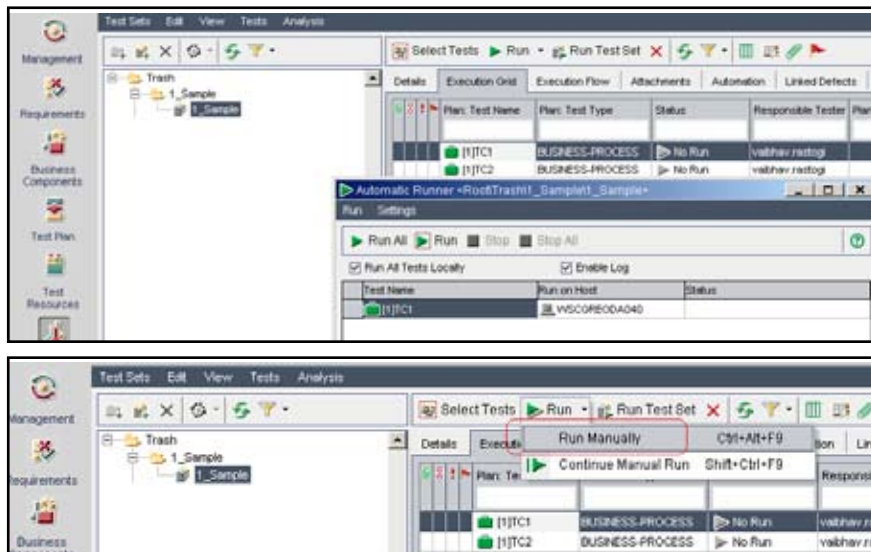 Test Sets Edit View Tests Analysis
Management
Select Tests Run Run Test Set
Trash
Details Execution Grid Execution Flow Attachments Automation Linked Defects
1_Sample
1_Sample
Requirements
Plan: Test Name Plan: Test Type Status Responsible Tester
[1]TC1 BUSINESS-PROCESS No Run vaibhav.rastogi
[1]TC2 BUSINESS-PROCESS No Run vaibhav.rastogi
Business
Components
Automatic Runner <Root\Trash\1_Sample\1_Sample>
Run Settings
Test Plan
Run All Run Stop Stop All
Run All Tests Locally Enable Log
Test
Resources
Test Name Run on Host Status
[1]TC1
Test Sets Edit View Tests Analysis
Management
Select Tests Run Run Test Set
Trash
Details Run Manually Ctrl+Alt+F9
1_Sample
1_Sample
Continue Manual Run Shift+Ctrl+F9
Requirements
[1]TC1 BUSINESS-PROCESS No Run
[1]TC2 BUSINESS-PROCESS No Run
Business